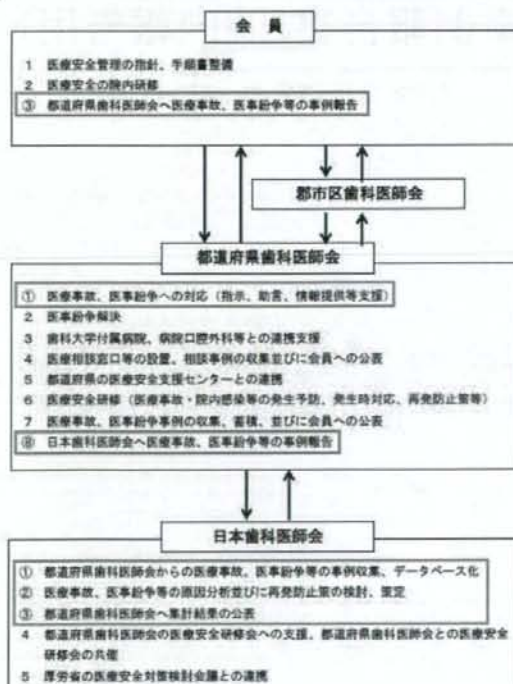 会 員
1 医療安全管理の指針、手順書整備
2 医療安全の院内研修
③ 都道府県歯科医師会へ医療事故、医事紛争等の事例報告
郡市区歯科医師会
都道府県歯科医師会
① 医療事故、医事紛争への対応（指示、助言、情報提供等支援）
2 医事紛争解決
3 歯科大学付属病院、病院口腔外科等との連携支援
4 医療相談窓口等の設置、相談事例の収集並びに会員への公表
5 都道府県の医療安全支援センターとの連携
6 医療安全研修（医療事故・院内感染等の発生予防、発生時対応、再発防止策等）
7 医療事故、医事紛争事例の収集、蓄積、並びに会員への公表
⑧ 日本歯科医師会へ医療事故、医事紛争等の事例報告
日本歯科医師会
① 都道府県歯科医師会からの医療事故、医事紛争等の事例収集、データベース化
② 医療事故、医事紛争等の原因分析並びに再発防止策の検討、策定
③ 都道府県歯科医師会へ集計結果の公表
4 都道府県歯科医師会の医療安全研修会への支援、都道府県歯科医師会との医療安全
研修会の共催
5 厚労省の医療安全対策検討会議との連携